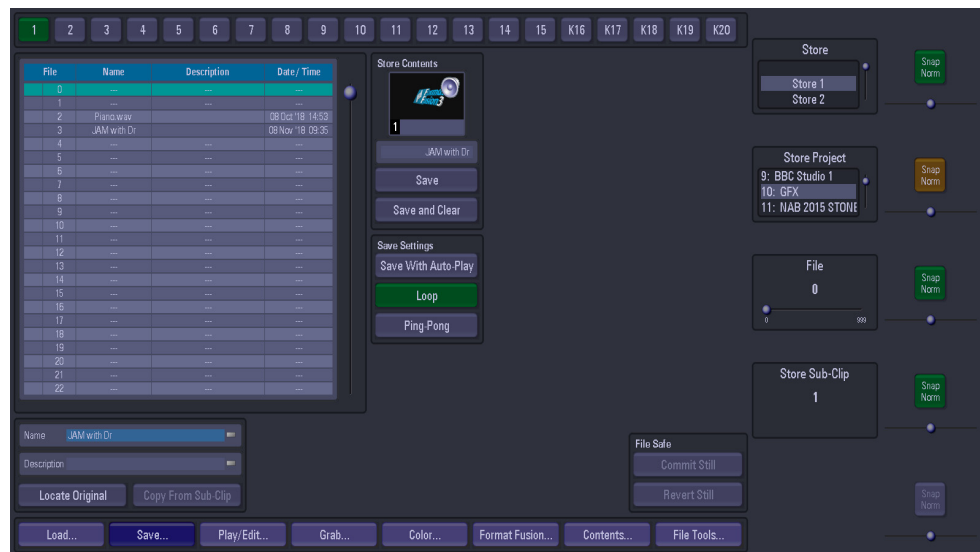 1 2 3 4 5 6 7 8 9 10 11 12 13 14 15 K16 K17 K18 K19 K20
File Name Description Date / Time
0 --- --- ---
1 --- --- ---
2 Piano.wav 08 Oct '18 14:53
3 JAM with Dr 08 Nov '18 09:35
4 --- --- ---
5 --- --- ---
6 --- --- ---
7 --- --- ---
8 --- --- ---
9 --- --- ---
10 --- --- ---
11 --- --- ---
12 --- --- ---
13 --- --- ---
14 --- --- ---
15 --- --- ---
16 --- --- ---
17 --- --- ---
18 --- --- ---
19 --- --- ---
20 --- --- ---
21 --- --- ---
22 --- --- ---
Store Contents
1
JAM with Dr
Save
Save and Clear
Save Settings
Save With Auto-Play
Loop
Ping-Pong
Store
Store 1
Store 2
Snap
Norm
Store Project
9: BBC Studio 1
10: GFX
11: NAB 2015 STONE
Snap
Norm
File
0
0 999
Snap
Norm
Store Sub-Clip
1
Snap
Norm
Name JAM with Dr
Description
Locate Original Copy From Sub-Clip
File Safe
Commit Still
Revert Still
Snap
Norm
Load... Save... Play/Edit... Grab... Color... Format Fusion... Contents... File Tools...